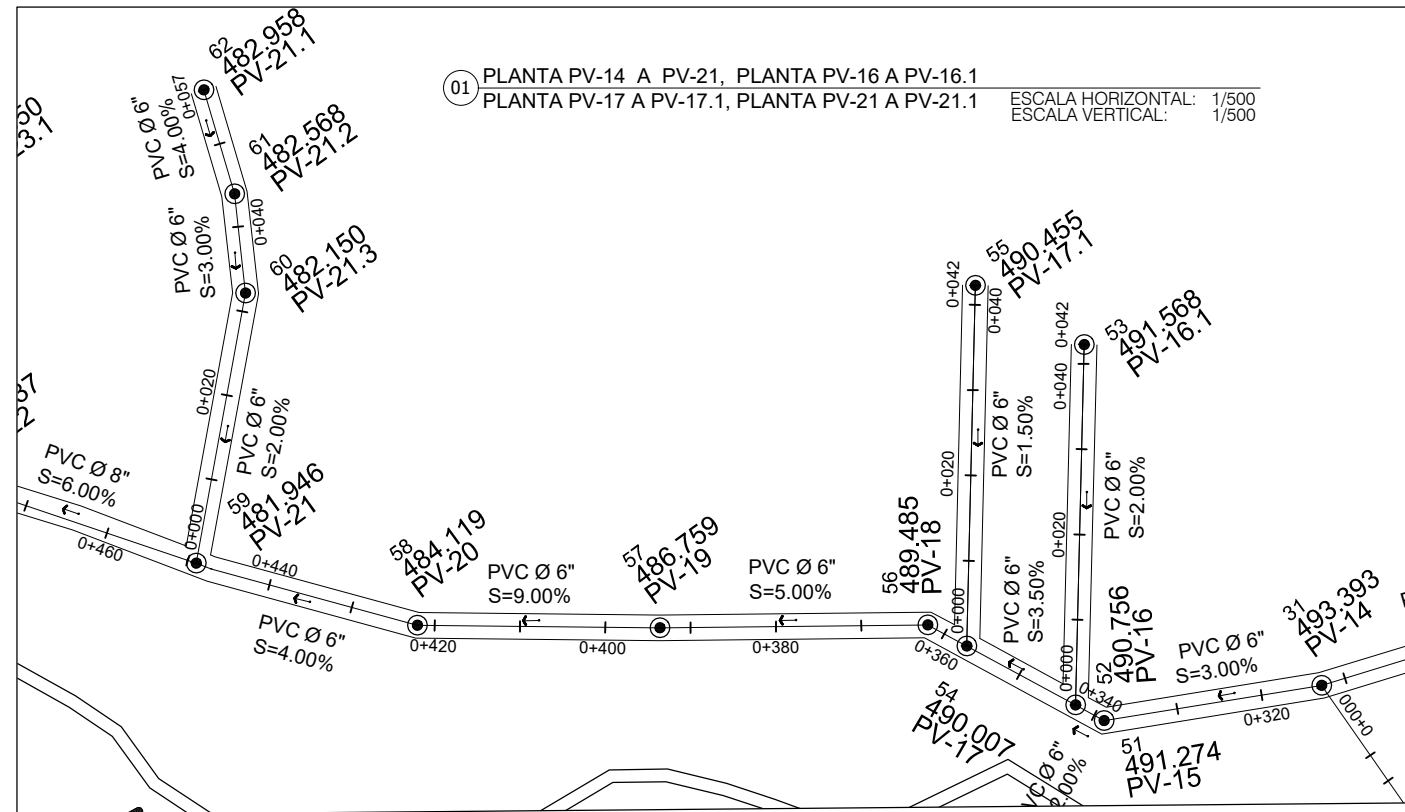 01
PLANTA PV-14 A PV-21, PLANTA PV-16 A PV-16.1
PLANTA PV-17 A PV-17.1, PLANTA PV-21 A PV-21.1
ESCALA HORIZONTAL: 1/500
ESCALA VERTICAL: 1/500
62
482.958
PV-21.1
0+057
PVC Ø 6"
S=4.00%
61
482.568
PV-21.2
0+040
PVC Ø 6"
S=3.00%
60
482.150
PV-21.3
0+020
PVC Ø 6"
S=2.00%
PVC Ø 8"
S=6.00%
0+460
0+000
59
481.946
PV-21
0+440
PVC Ø 6"
S=4.00%
58
484.119
PV-20
0+420
PVC Ø 6"
S=9.00%
57
486.759
PV-19
0+400
PVC Ø 6"
S=5.00%
0+380
56
489.485
PV-18
0+360
55
490.455
PV-17.1
0+042
0+040
PVC Ø 6"
S=1.50%
0+020
0+000
54
490.007
PV-17
PVC Ø 6"
S=3.50%
53
491.568
PV-16.1
0+042
0+040
0+020
PVC Ø 6"
S=2.00%
0+000
0+340
52
490.756
PV-16
51
491.274
PV-15
PVC Ø 6"
S=3.00%
0+320
31
493.393
PV-14
0+000